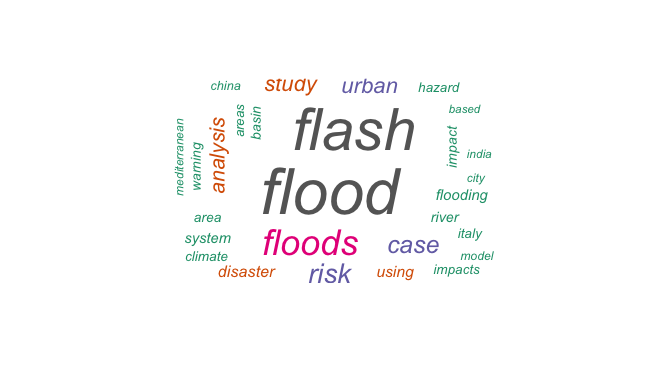 china
study
urban
hazard
mediterranean
warning
analysis
areas
basin
flash
based
impact
india
flood
city
flooding
area
river
system
floods
case
italy
climate
model
disaster
risk
using
impacts